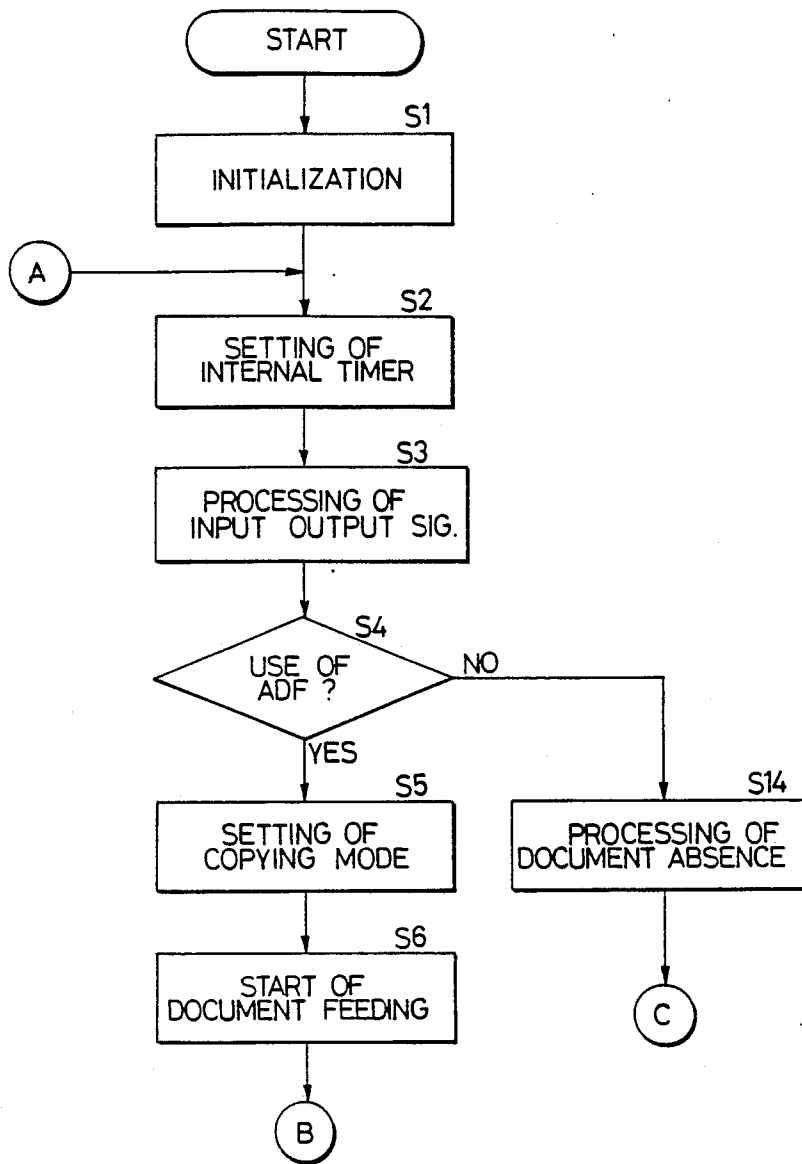 START
S1
INITIALIZATION
A
S2
SETTING OF
INTERNAL TIMER
S3
PROCESSING OF
INPUT OUTPUT SIG.
S4
USE OF
ADF ?
NO
YES
S5
SETTING OF
COPYING MODE
S14
PROCESSING OF
DOCUMENT ABSENCE
S6
START OF
DOCUMENT FEEDING
C
B